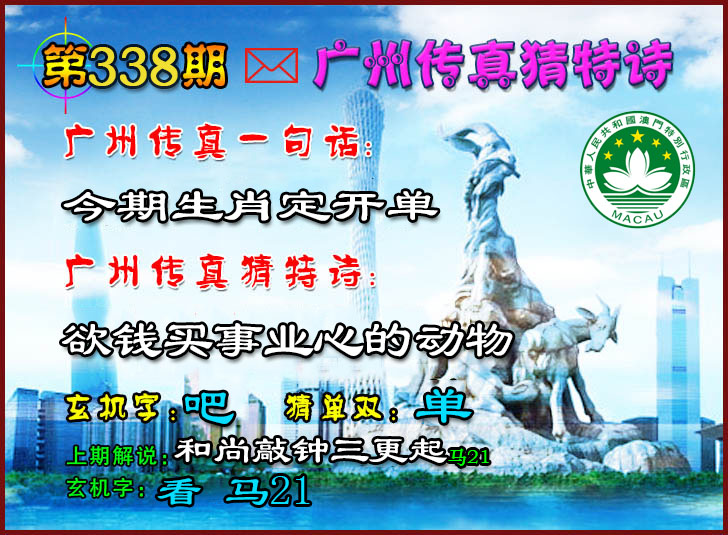 第338期 广州传真猜特诗
中華人民共和國澳門特別行政區
MACAU
广州传真一句话:
今期生肖定开单
广州传真猜特诗:
欲钱买事业心的动物
玄机字:吧 猜单双:单
上期解说:和尚敲钟三更起马21
玄机字:看 马21